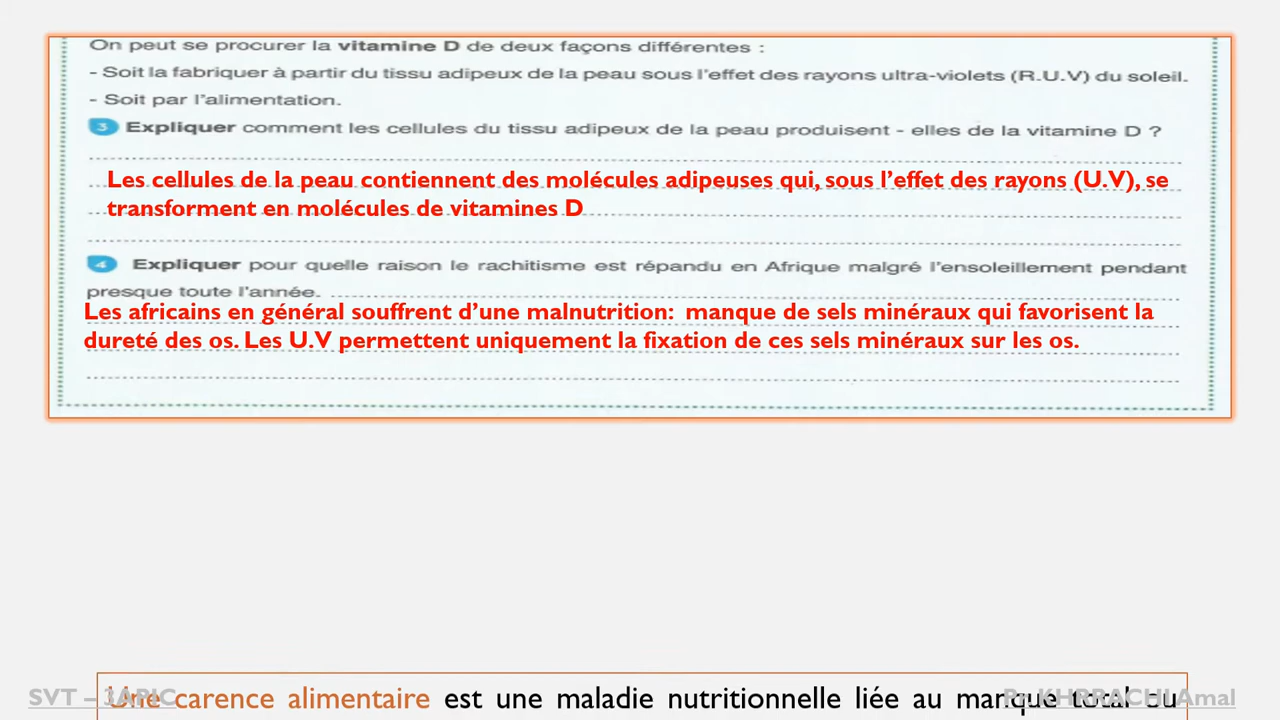 On peut se procurer la vitamine D de deux façons différentes :
- Soit la fabriquer à partir du tissu adipeux de la peau sous l'effet des rayons ultra-violets (R.U.V) du soleil.
- Soit par l'alimentation.
3 Expliquer comment les cellules du tissu adipeux de la peau produisent - elles de la vitamine D ?
Les cellules de la peau contiennent des molécules adipeuses qui, sous l'effet des rayons (U.V), se
transforment en molécules de vitamines D
4 Expliquer pour quelle raison le rachitisme est répandu en Afrique malgré l'ensoleillement pendant
presque toute l'année.
Les africains en général souffrent d'une malnutrition: manque de sels minéraux qui favorisent la
dureté des os. Les U.V permettent uniquement la fixation de ces sels minéraux sur les os.
Une carence alimentaire est une maladie nutritionnelle liée au manque total ou
SVT – 3APIC
Pr. KHRRACHI Amal